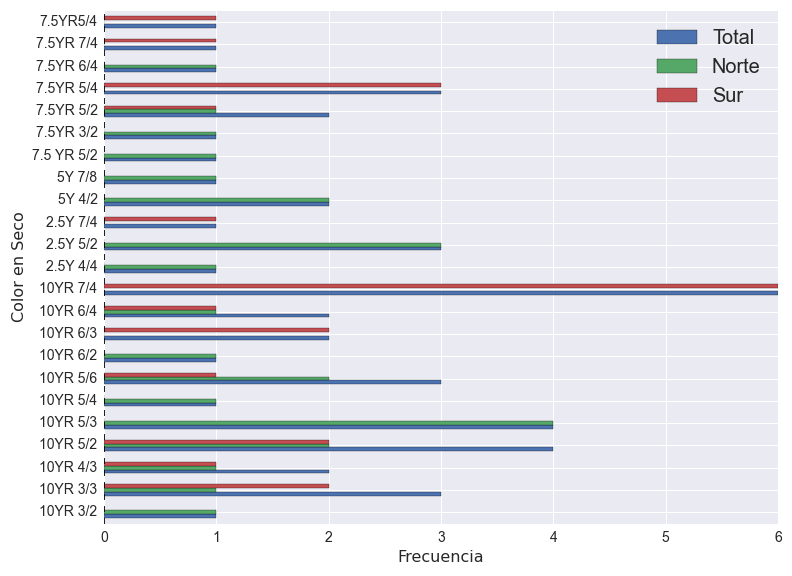 7.5YR5/4
7.5YR 7/4
7.5YR 6/4
7.5YR 5/4
7.5YR 5/2
7.5YR 3/2
7.5 YR 5/2
5Y 7/8
5Y 4/2
2.5Y 7/4
2.5Y 5/2
2.5Y 4/4
10YR 7/4
10YR 6/4
10YR 6/3
10YR 6/2
10YR 5/6
10YR 5/4
10YR 5/3
10YR 5/2
10YR 4/3
10YR 3/3
10YR 3/2
Color en Seco
Total
Norte
Sur
0 1 2 3 4 5 6
Frecuencia